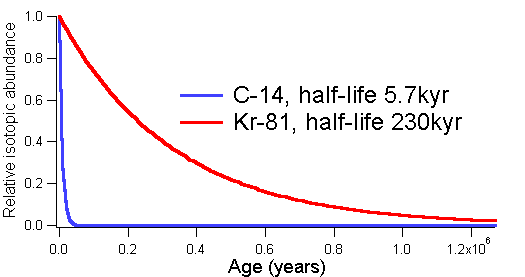 Relative isotopic abundance
1.0
0.8
0.6
0.4
0.2
0.0
C-14, half-life 5.7kyr
Kr-81, half-life 230kyr
0.0 0.2 0.4 0.6 0.8 1.0 1.2x10⁶
Age (years)